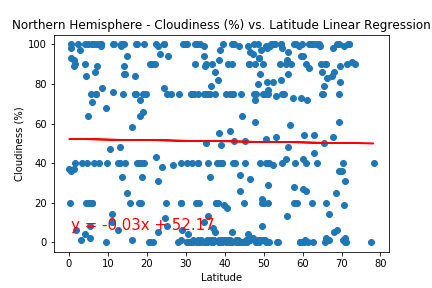 Northern Hemisphere - Cloudiness (%) vs. Latitude Linear Regression
100
80
60
40
20
0
Cloudiness (%)
y = -0.03x + 52.17
0 10 20 30 40 50 60 70 80
Latitude